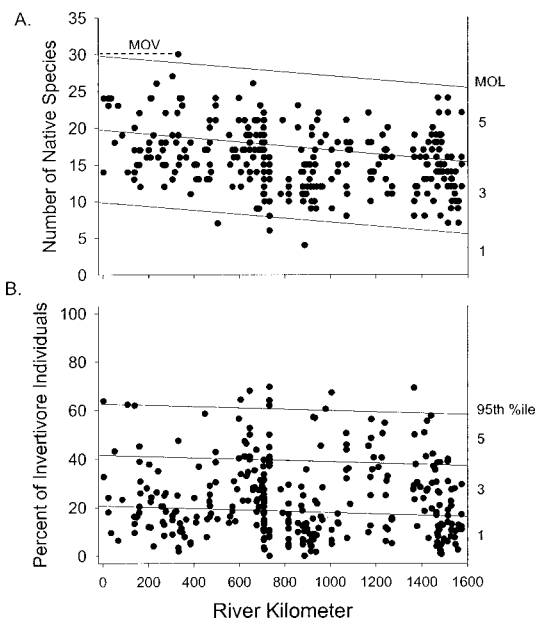 A.
35
30
25
20
15
10
5
0
Number of Native Species
MOV
MOL
5
3
1
B.
100
80
60
40
20
0
Percent of Invertivore Individuals
95th %ile
5
3
1
0 200 400 600 800 1000 1200 1400 1600
River Kilometer